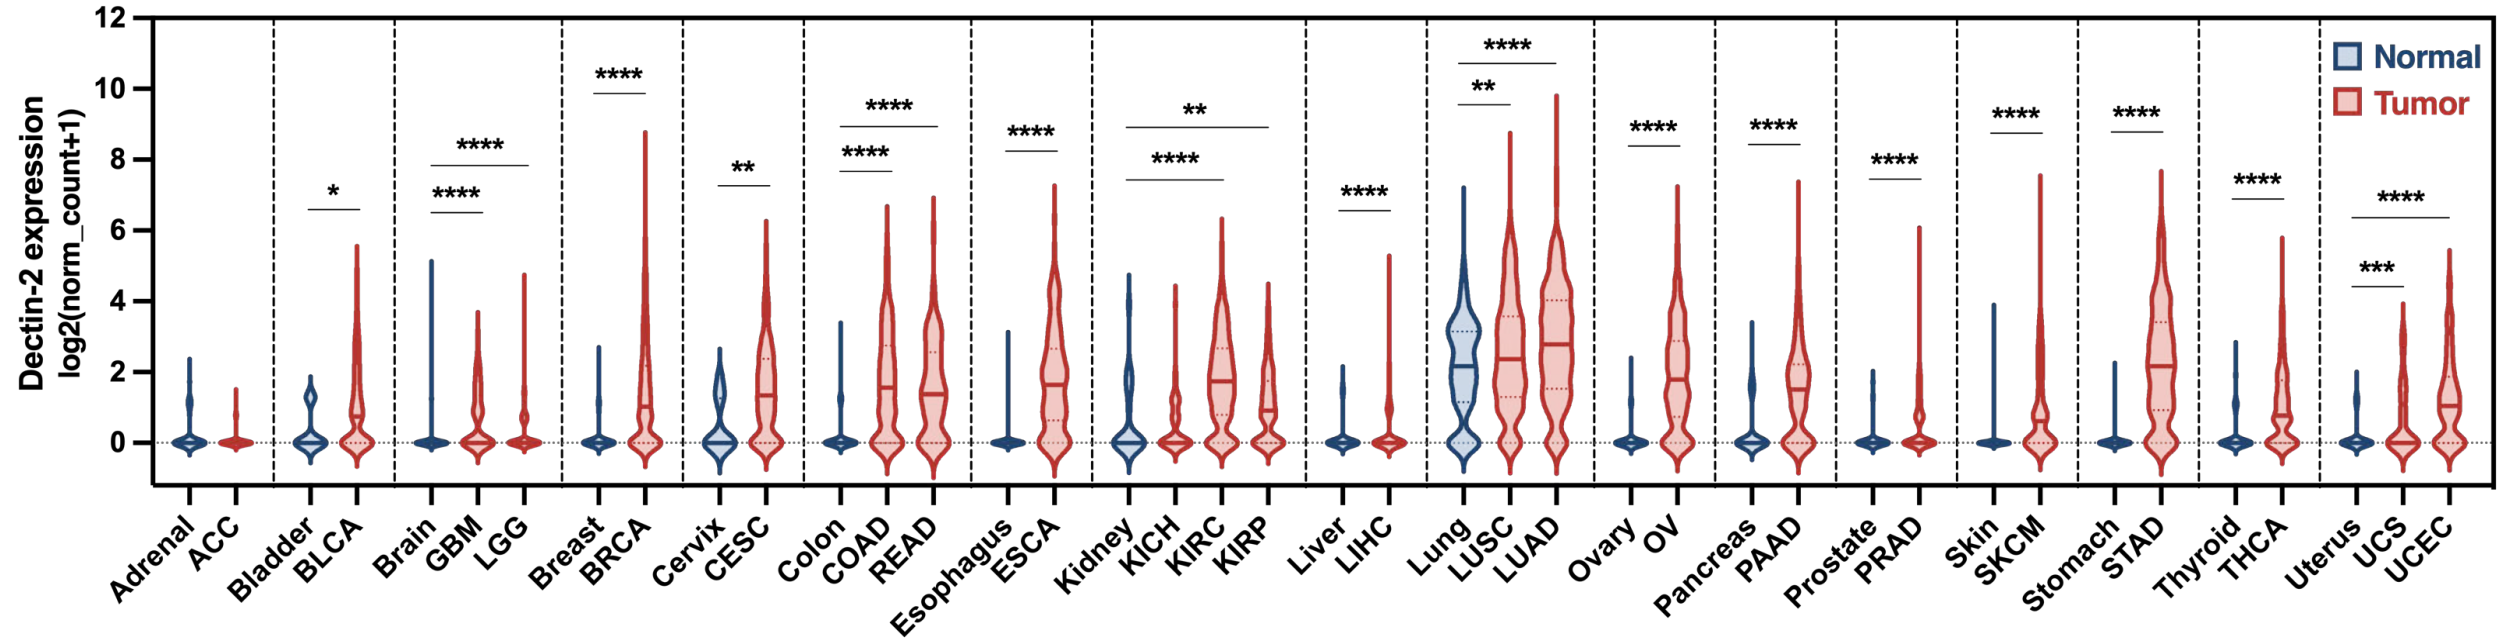 12
10
8
6
4
2
0
Dectin-2 expression
log2(norm_count+1)
Normal
Tumor
*
****
****
****
**
****
****
****
**
****
****
****
**
****
****
****
****
****
****
****
***
Adrenal
ACC
Bladder
BLCA
Brain
GBM
LGG
Breast
BRCA
Cervix
CESC
Colon
COAD
READ
Esophagus
ESCA
Kidney
KICH
KIRC
KIRP
Liver
LIHC
Lung
LUSC
LUAD
Ovary
OV
Pancreas
PAAD
Prostate
PRAD
Skin
SKCM
Stomach
STAD
Thyroid
THCA
Uterus
UCS
UCEC